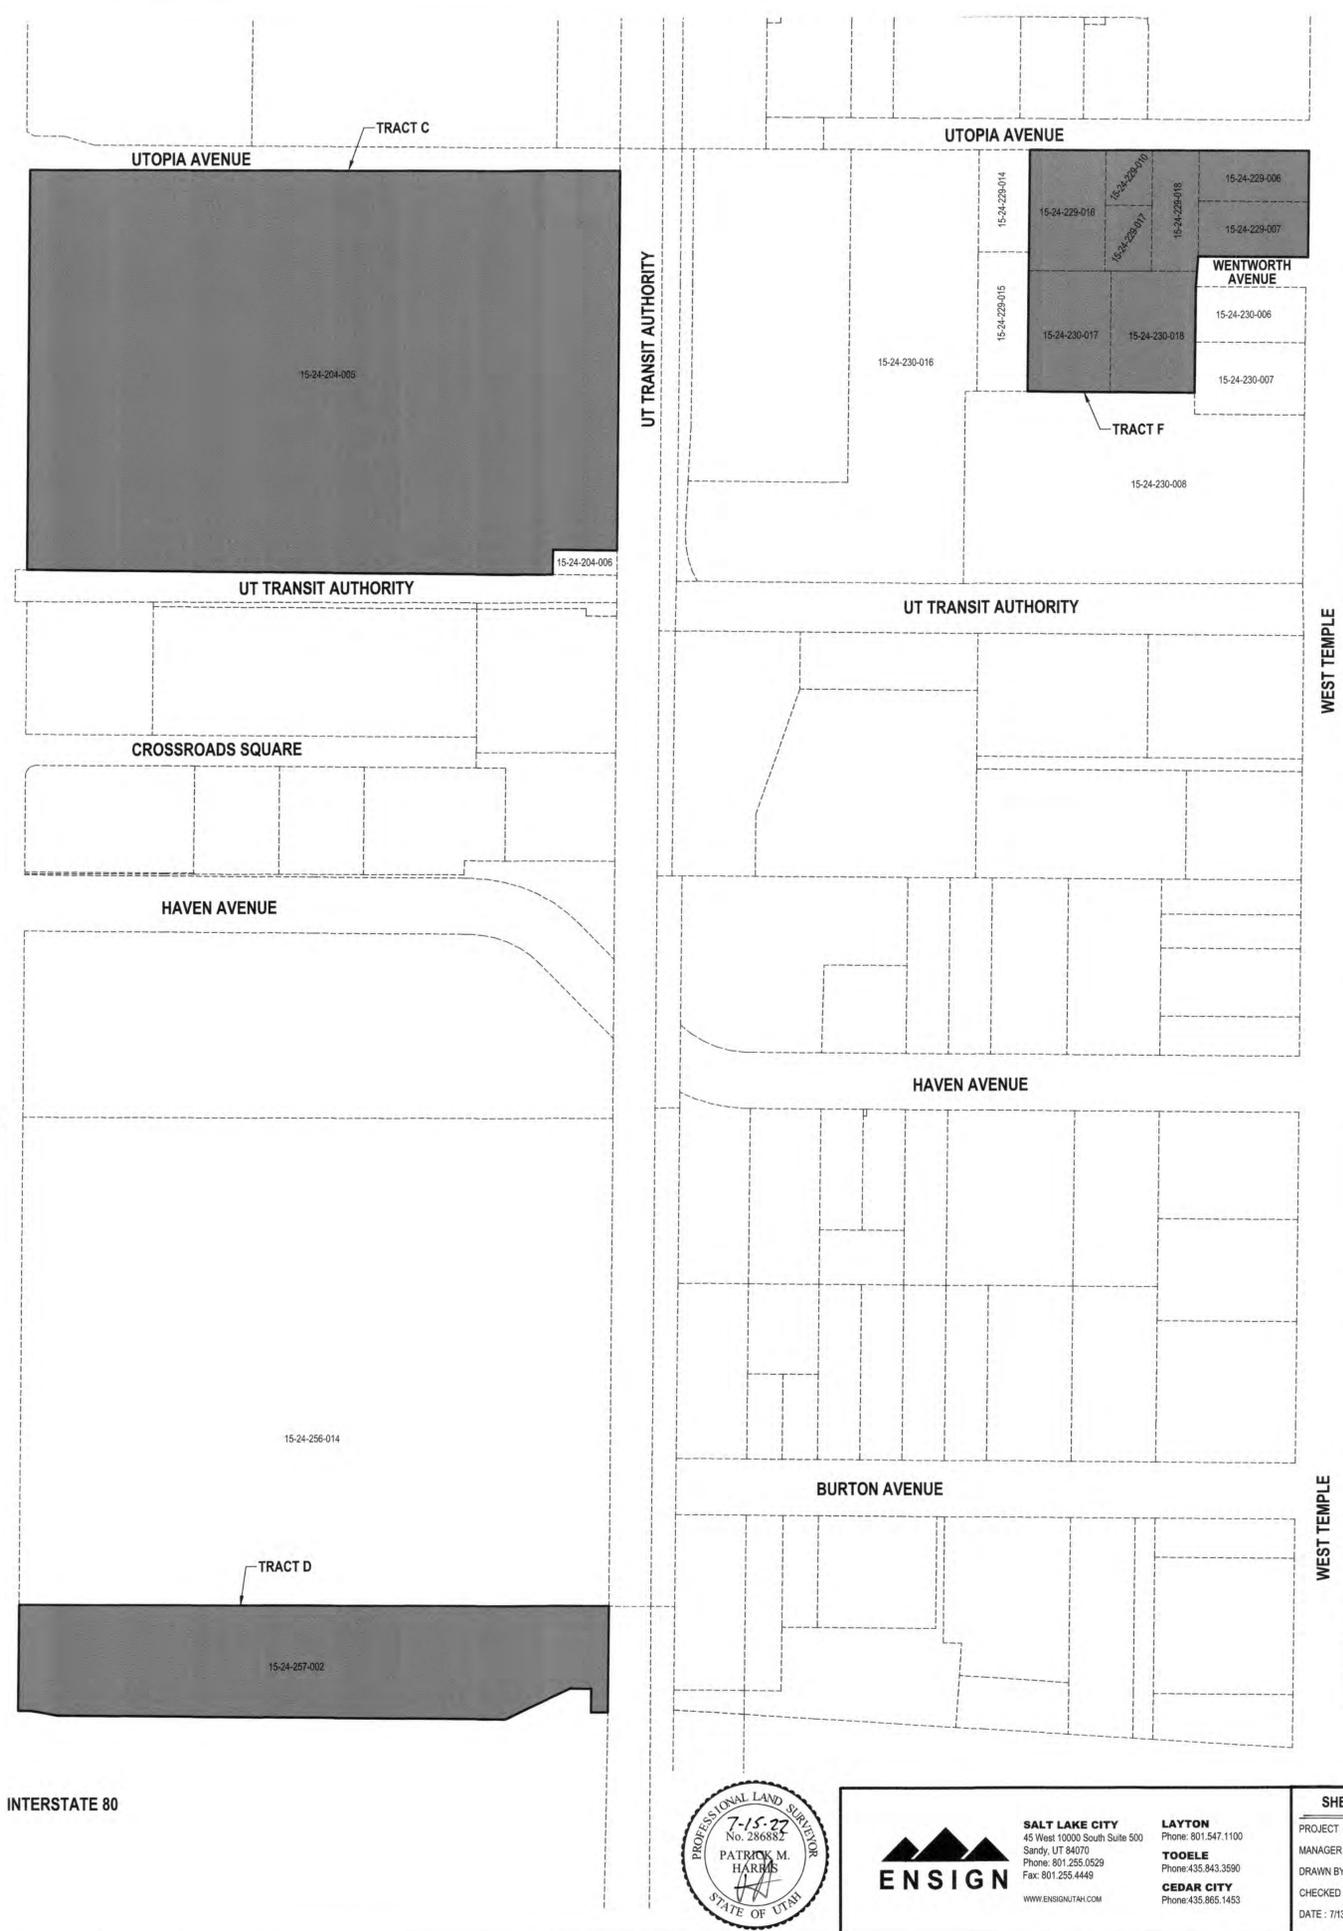 TRACT C
UTOPIA AVENUE
UTOPIA AVENUE
15-24-204-005
UT TRANSIT AUTHORITY
15-24-229-014
15-24-229-015
15-24-229-016
15-24-229-010
15-24-229-017
15-24-229-018
15-24-229-006
15-24-229-007
WENTWORTH
AVENUE
15-24-230-006
15-24-230-007
15-24-230-016
15-24-230-017
15-24-230-018
TRACT F
15-24-230-008
15-24-204-006
UT TRANSIT AUTHORITY
UT TRANSIT AUTHORITY
WEST TEMPLE
CROSSROADS SQUARE
HAVEN AVENUE
HAVEN AVENUE
15-24-256-014
BURTON AVENUE
WEST TEMPLE
TRACT D
15-24-257-002
INTERSTATE 80
PROFESSIONAL LAND SURVEYOR
7-15-22
No. 286882
PATRICK M.
HARRIS
STATE OF UTAH
ENSIGN
SALT LAKE CITY
45 West 10000 South Suite 500
Sandy, UT 84070
Phone: 801.255.0529
Fax: 801.255.4449
WWW.ENSIGNUTAH.COM
LAYTON
Phone: 801.547.1100
TOOELE
Phone:435.843.3590
CEDAR CITY
Phone:435.865.1453
SHE
PROJECT
MANAGER
DRAWN BY
CHECKED
DATE : 7/13